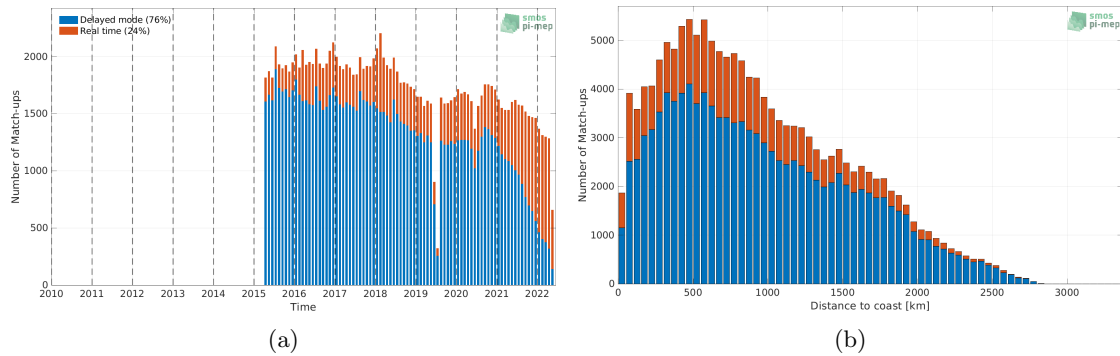 Delayed mode (76%)
Real time (24%)
smos
pi-mep
Number of Match-ups
2000
1500
1000
500
0
2010 2011 2012 2013 2014 2015 2016 2017 2018 2019 2020 2021 2022
Time
(a)
smos
pi-mep
Number of Match-ups
5000
4000
3000
2000
1000
0
0 500 1000 1500 2000 2500 3000
Distance to coast [km]
(b)